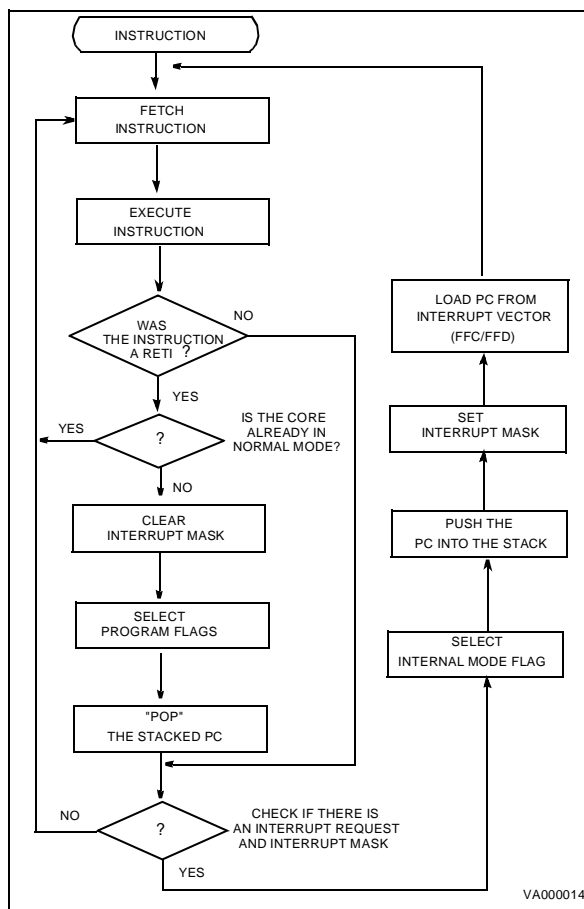 INSTRUCTION
FETCH
INSTRUCTION
EXECUTE
INSTRUCTION
WAS
THE INSTRUCTION
A RETI ?
NO
YES
?
YES
IS THE CORE
ALREADY IN
NORMAL MODE?
NO
CLEAR
INTERRUPT MASK
SELECT
PROGRAM FLAGS
"POP"
THE STACKED PC
?
NO
CHECK IF THERE IS
AN INTERRUPT REQUEST
AND INTERRUPT MASK
YES
SELECT
INTERNAL MODE FLAG
PUSH THE
PC INTO THE STACK
SET
INTERRUPT MASK
LOAD PC FROM
INTERRUPT VECTOR
(FFC/FFD)
VA000014